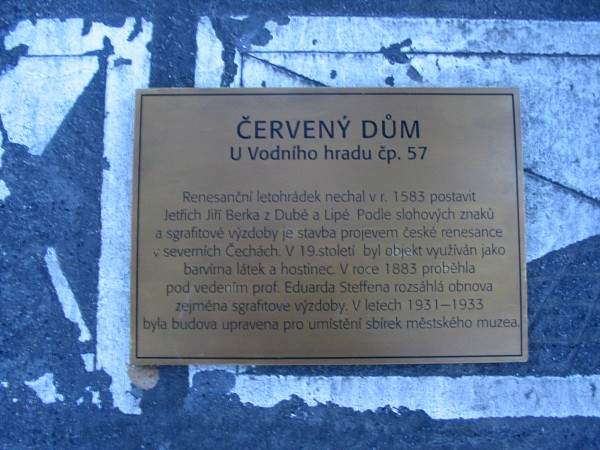 ČERVENÝ DŮM
U Vodního hradu čp. 57
Renesanční letohrádek nechal v r. 1583 postavit
Jetřich Jiří Berka z Dubé a Lipé. Podle slohových znaků
a sgrafitové výzdoby je stavba projevem české renesance
v severních Čechách. V 19.století byl objekt využíván jako
barvírna látek a hostinec. V roce 1883 proběhla
pod vedením prof. Eduarda Steffena rozsáhlá obnova
zejména sgrafitove výzdoby. V letech 1931–1933
byla budova upravena pro umístění sbírek městského muzea.